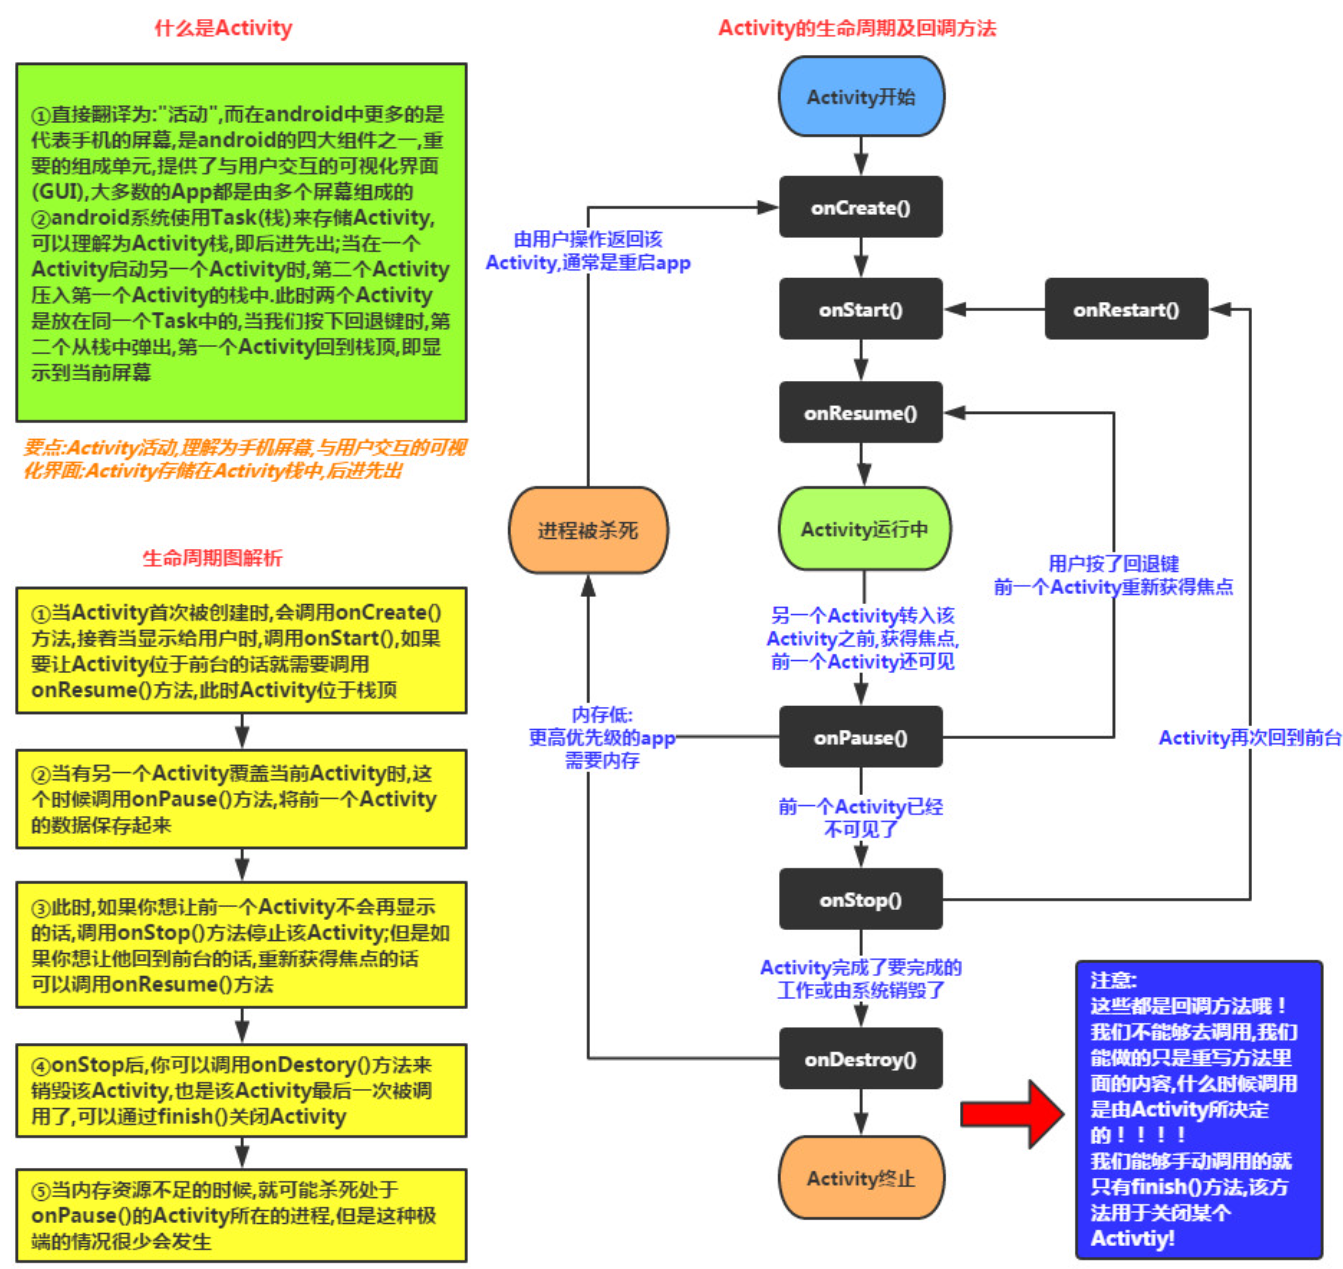 什么是Activity
①直接翻译为:"活动",而在android中更多的是
代表手机的屏幕,是android的四大组件之一,重
要的组成单元,提供了与用户交互的可视化界面
(GUI),大多数的App都是由多个屏幕组成的
②android系统使用Task(栈)来存储Activity,
可以理解为Activity栈,即后进先出;当在一个
Activity启动另一个Activity时,第二个Activity
压入第一个Activity的栈中.此时两个Activity
是放在同一个Task中的,当我们按下回退键时,第
二个从栈中弹出,第一个Activity回到栈顶,即显
示到当前屏幕
要点:Activity活动,理解为手机屏幕,与用户交互的可视
化界面;Activity存储在Activity栈中,后进先出
生命周期图解析
①当Activity首次被创建时,会调用onCreate()
方法,接着当显示给用户时,调用onStart(),如果
要让Activity位于前台的话就需要调用
onResume()方法,此时Activity位于栈顶
②当有另一个Activity覆盖当前Activity时,这
个时候调用onPause()方法,将前一个Activity
的数据保存起来
③此时,如果你想让前一个Activity不会再显示
的话,调用onStop()方法停止该Activity;但是如
果你想让他回到前台的话,重新获得焦点的话
可以调用onResume()方法
④onStop后,你可以调用onDestory()方法来
销毁该Activity,也是该Activity最后一次被调
用了,可以通过finish()关闭Activity
⑤当内存资源不足的时候,就可能杀死处于
onPause()的Activity所在的进程,但是这种极
端的情况很少会发生
Activity的生命周期及回调方法
Activity开始
onCreate()
由用户操作返回该
Activity,通常是重启app
onStart()
onRestart()
onResume()
进程被杀死
Activity运行中
用户按了回退键
前一个Activity重新获得焦点
另一个Activity转入该
Activity之前,获得焦点,
前一个Activity还可见
内存低:
更高优先级的app
需要内存
onPause()
Activity再次回到前台
前一个Activity已经
不可见了
onStop()
Activity完成了要完成的
工作或由系统销毁了
onDestroy()
Activity终止
注意:
这些都是回调方法哦！
我们不能够去调用,我们
能做的只是重写方法里
面的内容,什么时候调用
是由Activity所决定
的！！！！
我们能够手动调用的就
只有finish()方法,该方
法用于关闭某个
Activtiy!